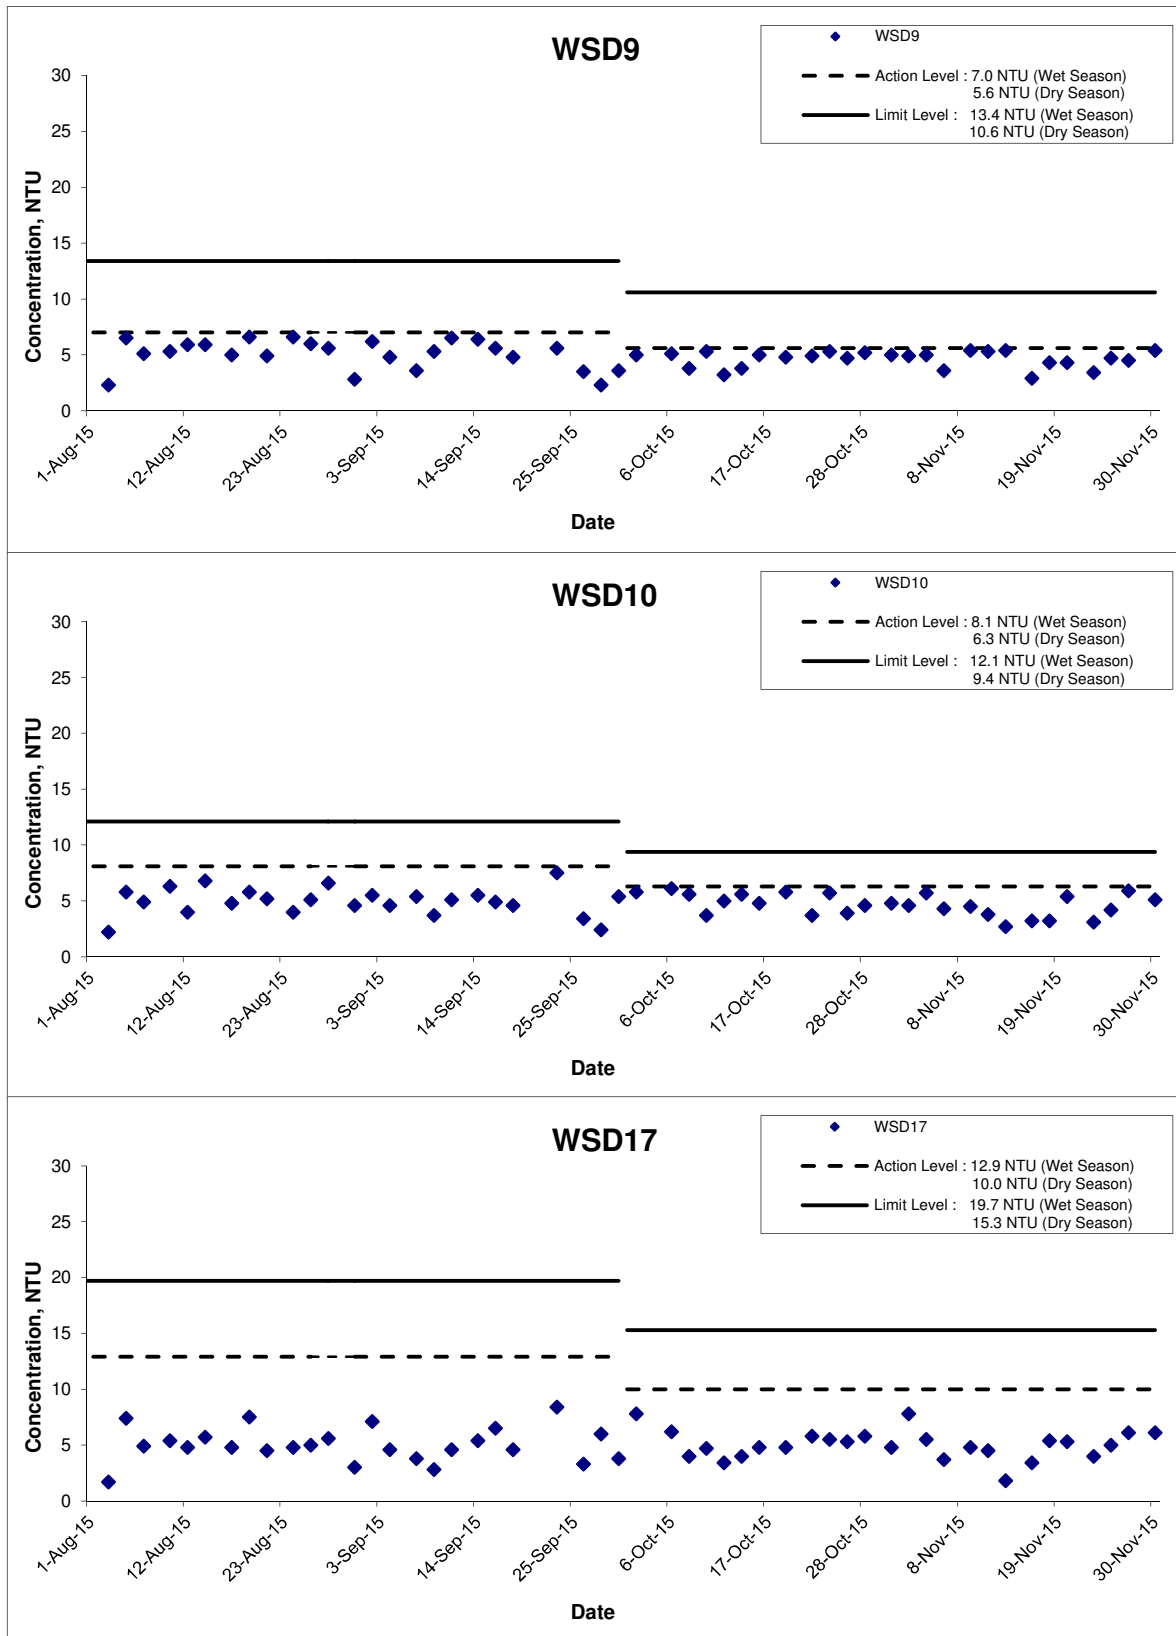 WSD9
WSD9
Action Level : 7.0 NTU (Wet Season)
5.6 NTU (Dry Season)
Limit Level : 13.4 NTU (Wet Season)
10.6 NTU (Dry Season)
Concentration, NTU
30
25
20
15
10
5
0
1-Aug-15
12-Aug-15
23-Aug-15
3-Sep-15
14-Sep-15
25-Sep-15
6-Oct-15
17-Oct-15
28-Oct-15
8-Nov-15
19-Nov-15
30-Nov-15
Date
WSD10
WSD10
Action Level : 8.1 NTU (Wet Season)
6.3 NTU (Dry Season)
Limit Level : 12.1 NTU (Wet Season)
9.4 NTU (Dry Season)
Concentration, NTU
30
25
20
15
10
5
0
1-Aug-15
12-Aug-15
23-Aug-15
3-Sep-15
14-Sep-15
25-Sep-15
6-Oct-15
17-Oct-15
28-Oct-15
8-Nov-15
19-Nov-15
30-Nov-15
Date
WSD17
WSD17
Action Level : 12.9 NTU (Wet Season)
10.0 NTU (Dry Season)
Limit Level : 19.7 NTU (Wet Season)
15.3 NTU (Dry Season)
Concentration, NTU
30
25
20
15
10
5
0
1-Aug-15
12-Aug-15
23-Aug-15
3-Sep-15
14-Sep-15
25-Sep-15
6-Oct-15
17-Oct-15
28-Oct-15
8-Nov-15
19-Nov-15
30-Nov-15
Date